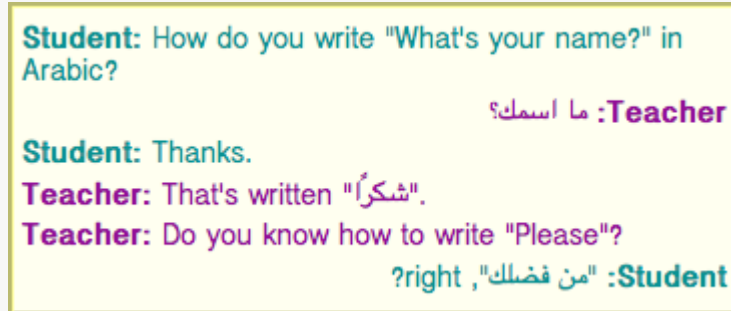 Student: How do you write "What's your name?" in
Arabic?
Teacher: ما اسمك؟
Student: Thanks.
Teacher: That's written "شكرًا".
Teacher: Do you know how to write "Please"?
Student: "من فضلك", right?